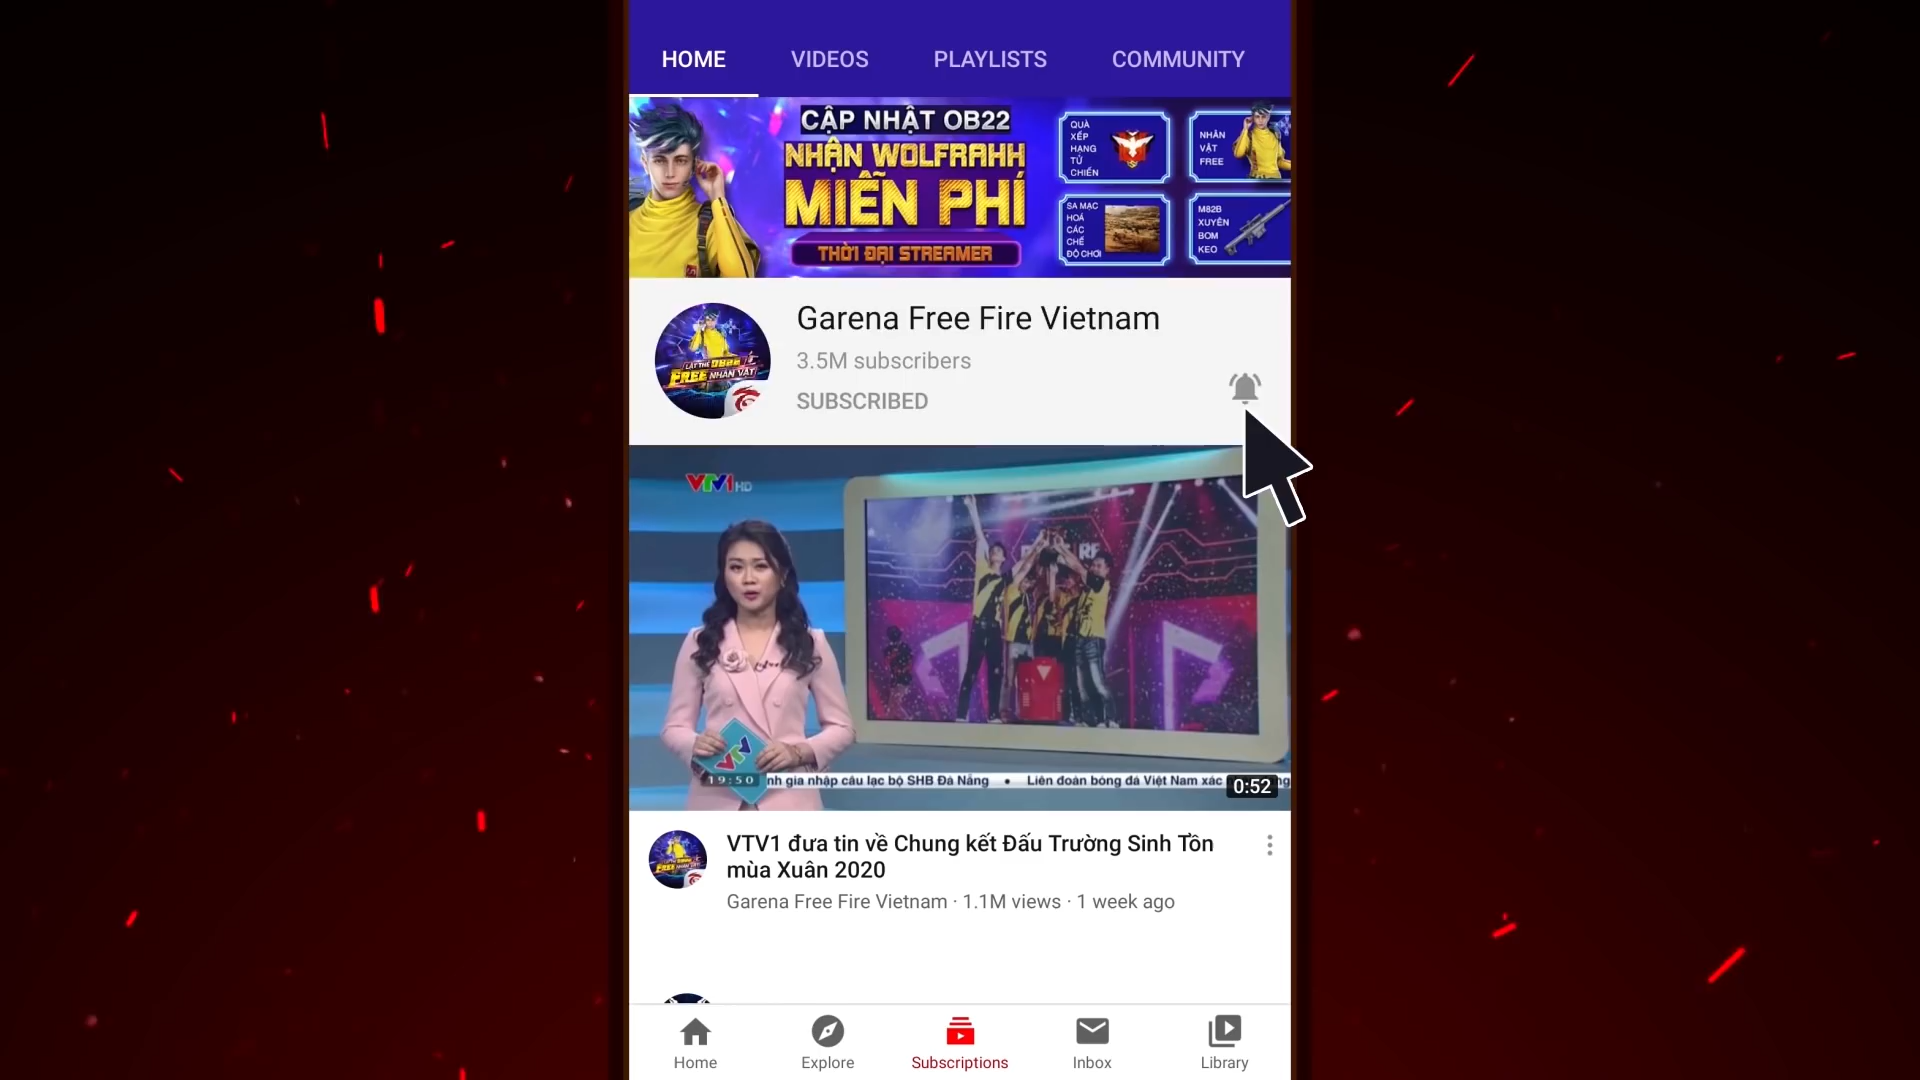 HOME
VIDEOS
PLAYLISTS
COMMUNITY
CẬP NHẬT OB22
NHẬN WOLFRAHH
MIỄN PHÍ
THỜI ĐẠI STREAMER
QUÀ
XẾP
HẠNG
TỬ
CHIẾN
NHÂN
VẬT
FREE
SA MẠC
HOÁ
CÁC
CHẾ
ĐỘ CHƠI
M82B
XUYÊN
BOM
KEO
Garena Free Fire Vietnam
3.5M subscribers
SUBSCRIBED
FREE NHÂN VẬT
VTV1 HD
VTV
19:50
nh gia nhập câu lạc bộ SHB Đà Nẵng • Liên đoàn bóng đá Việt Nam xác
0:52
VTV1 đưa tin về Chung kết Đấu Trường Sinh Tồn
mùa Xuân 2020
Garena Free Fire Vietnam · 1.1M views · 1 week ago
Home
Explore
Subscriptions
Inbox
Library